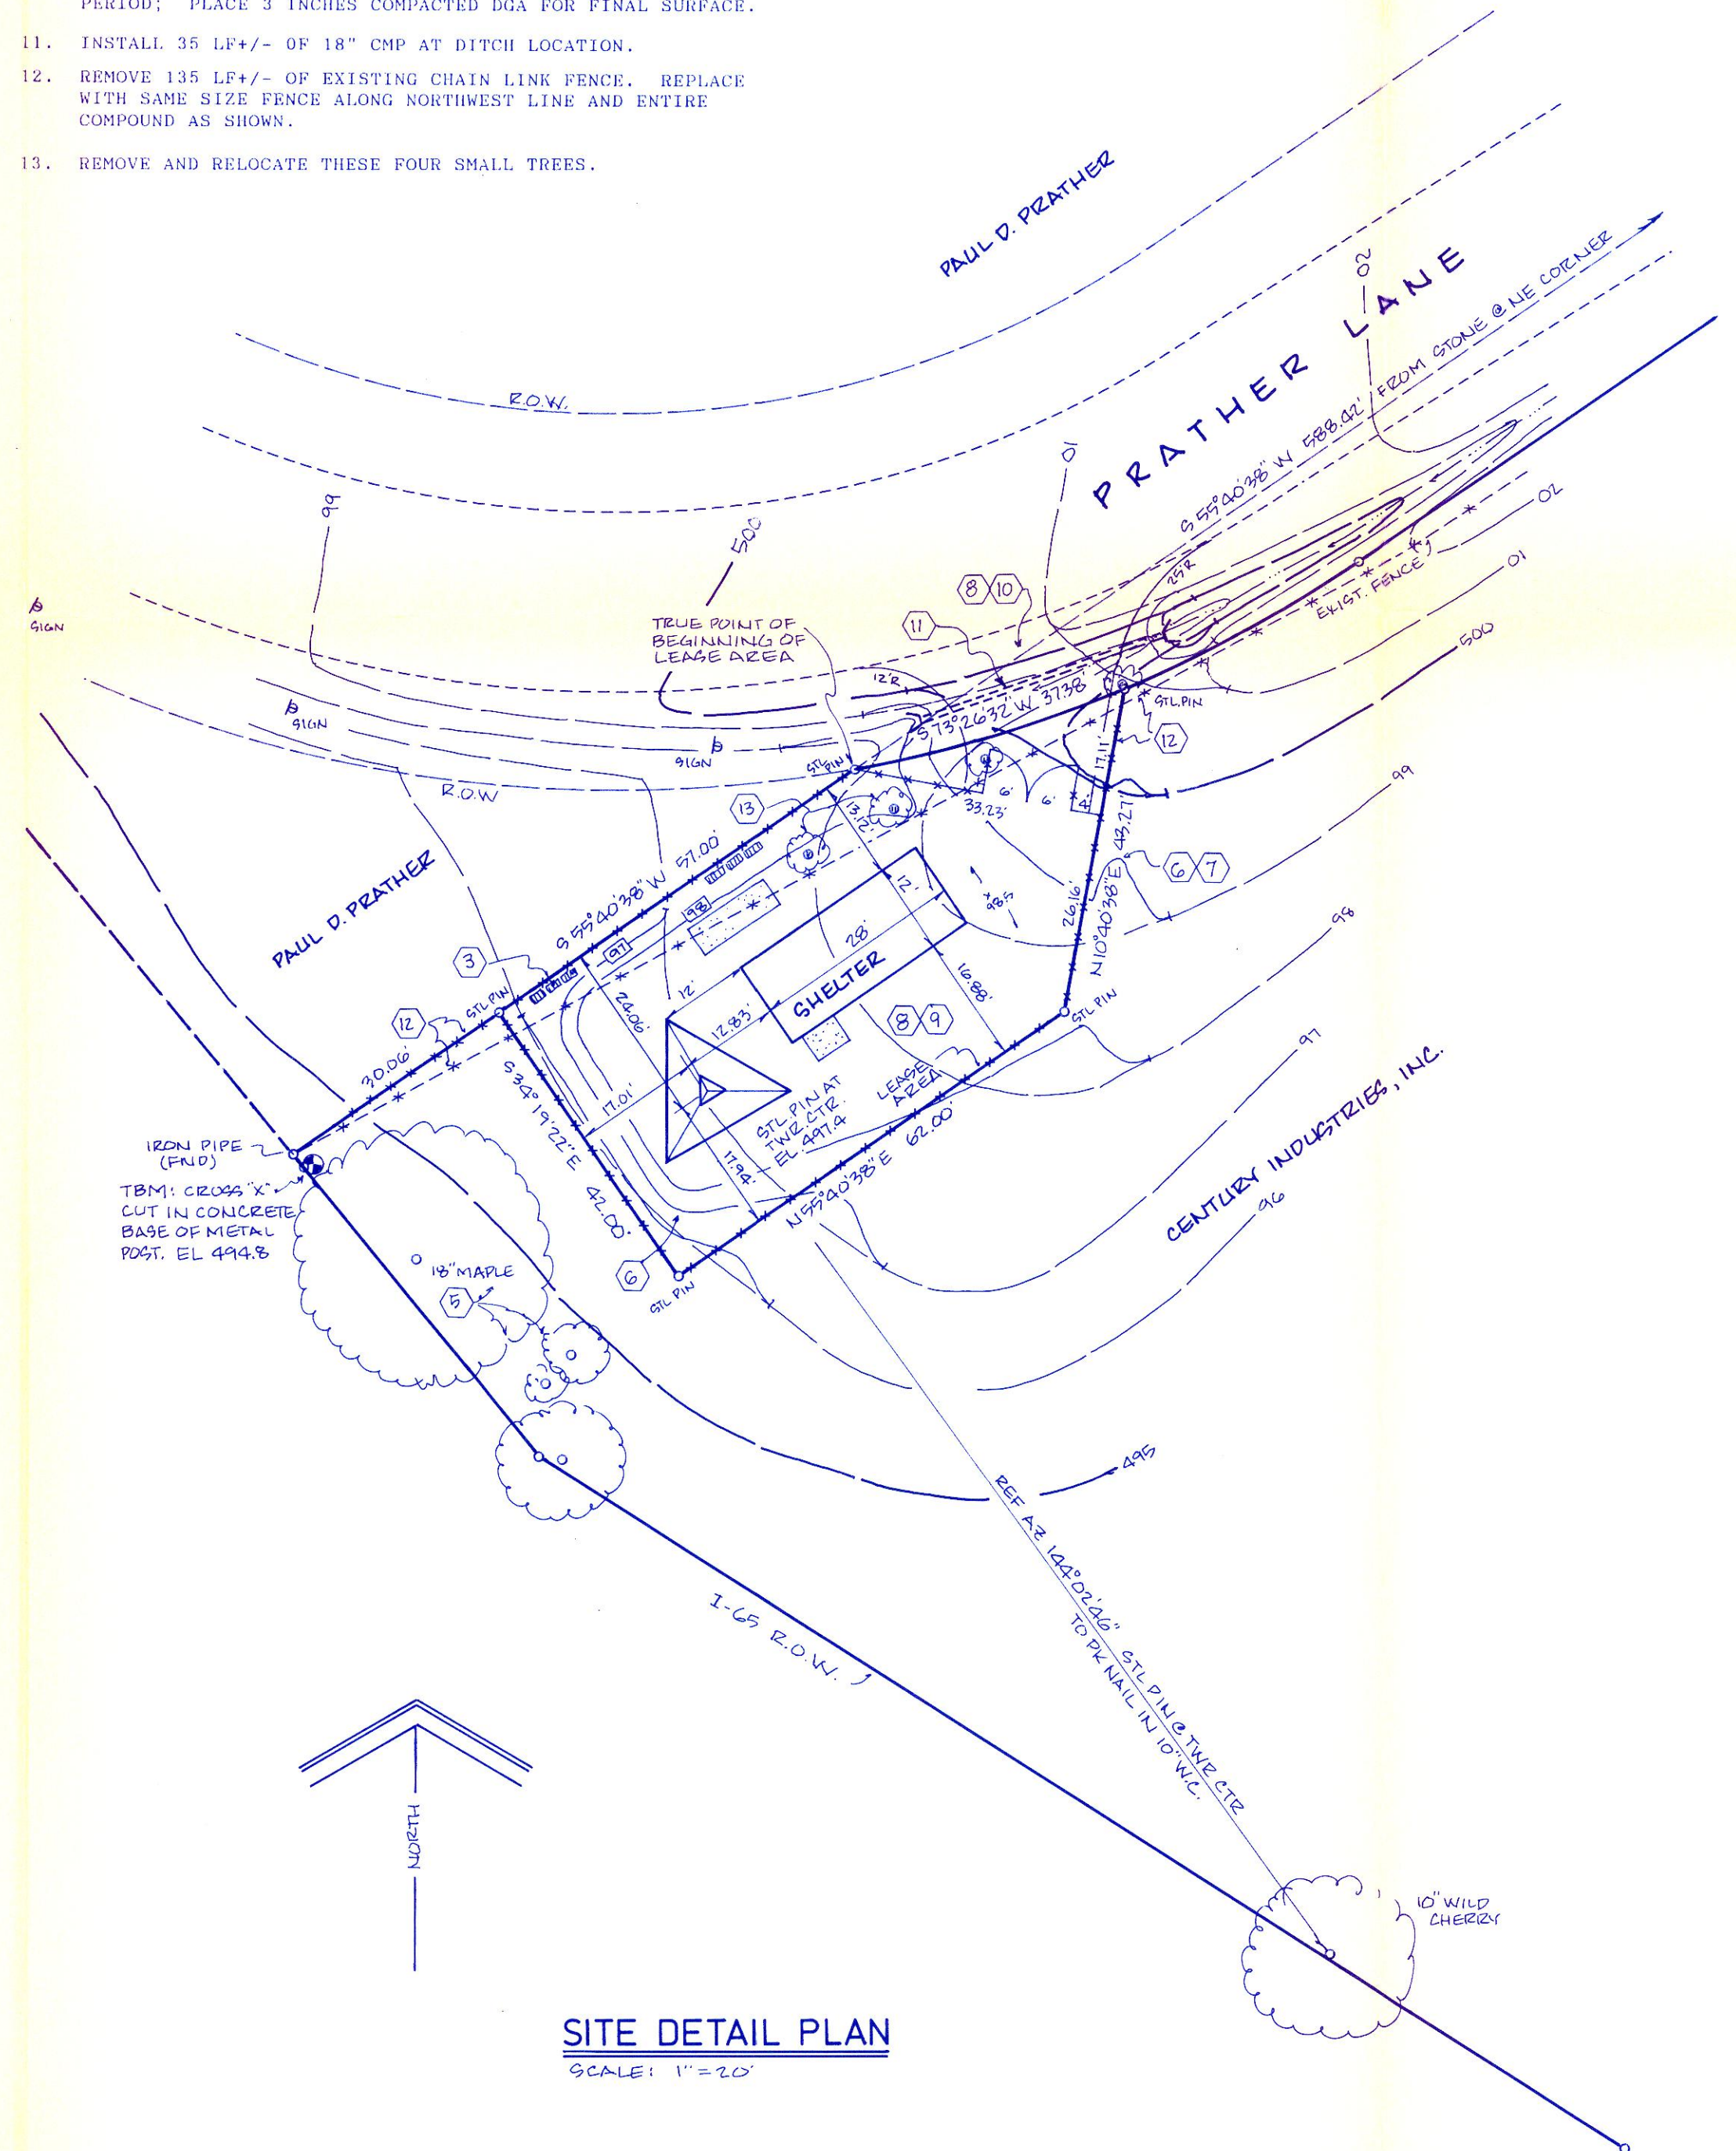 PERIOD; PLACE 3 INCHES COMPACTED DGA FOR FINAL SURFACE.
11. INSTALL 35 LF+/- OF 18" CMP AT DITCH LOCATION.
12. REMOVE 135 LF+/- OF EXISTING CHAIN LINK FENCE. REPLACE
WITH SAME SIZE FENCE ALONG NORTHWEST LINE AND ENTIRE
COMPOUND AS SHOWN.
13. REMOVE AND RELOCATE THESE FOUR SMALL TREES.
PAUL D. PRATHER
02
PRATHER LANE
S 55°40'38" W 588.42' FROM STONE @ NE CORNER
R.O.W.
01
99
500
25'R
EXIST. FENCE
02
01
500
SIGN
TRUE POINT OF
BEGINNING OF
LEASE AREA
8 10
11
12'R
S 73°26'32" W 37.38'
STL. PIN
12
SIGN
SIGN
R.O.W
STL. PIN
13
17.11'
4'
6'
6'
33.23'
13.12'
99
43.27'
6 7
S 55°40'38" W 57.00'
98
97
12'
98.5
26.16'
N10°40'38"E
98
PAUL D. PRATHER
3
STL PIN
28'
SHELTER
16.88'
12'
12.83'
24.06'
8 9
STL PIN
97
12
30.06'
S34°19'22"E
42.00'
17.01'
17.94'
STL. PIN AT
TWR. CTR.
EL. 497.4
LEASE
AREA
62.00'
N55°40'38"E
CENTURY INDUSTRIES, INC.
96
IRON PIPE
(FND)
TBM: CROSS "X"
CUT IN CONCRETE
BASE OF METAL
POST. EL 494.8
18" MAPLE
5
6
STL PIN
495
REF AZ 144°02'46" STL PIN @ TWR CTR
TO PK NAIL IN 10" W.C.
I-65 R.O.W.
NORTH
10" WILD
CHERRY
SITE DETAIL PLAN
SCALE: 1"=20'